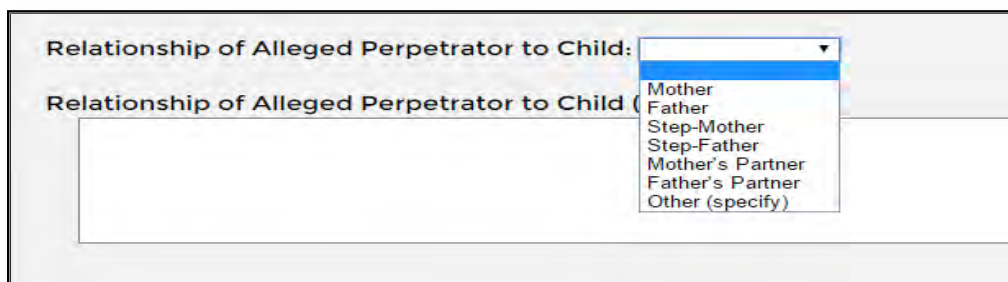 Relationship of Alleged Perpetrator to Child:
Mother
Father
Step-Mother
Step-Father
Mother's Partner
Father's Partner
Other (specify)
Relationship of Alleged Perpetrator to Child (